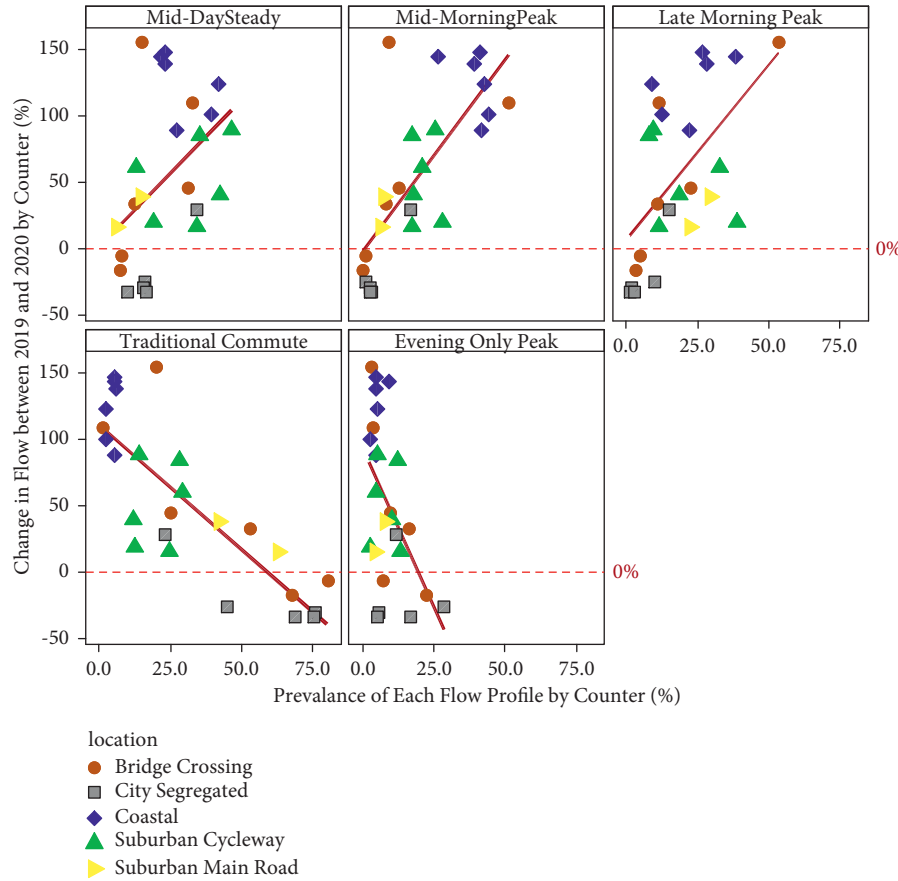 Mid-DaySteady
Mid-MorningPeak
Late Morning Peak
150
100
50
0
-50
0%
Traditional Commute
Evening Only Peak
0.0 25.0 50.0 75.0
150
100
50
0
-50
0%
0.0 25.0 50.0 75.0
0.0 25.0 50.0 75.0
Change in Flow between 2019 and 2020 by Counter (%)
Prevalance of Each Flow Profile by Counter (%)
location
Bridge Crossing
City Segregated
Coastal
Suburban Cycleway
Suburban Main Road